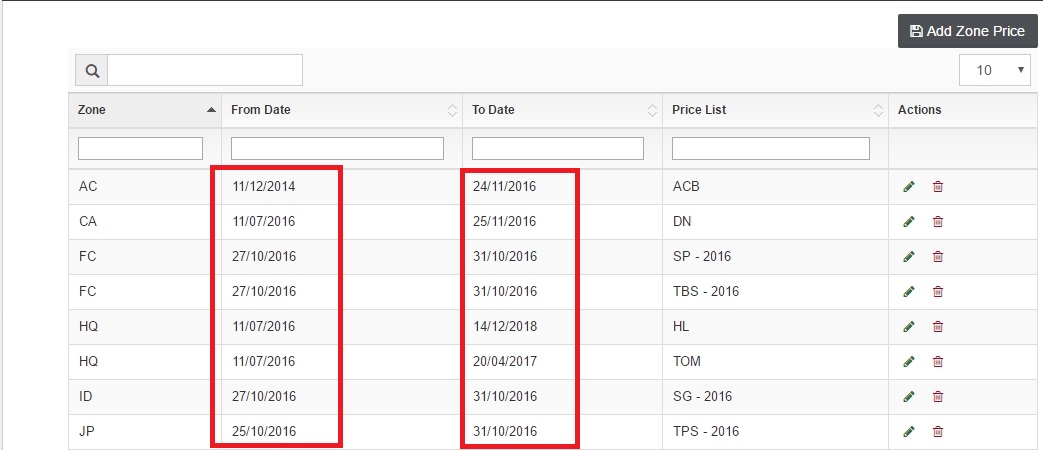 Add Zone Price
10
Zone From Date To Date Price List Actions
AC 11/12/2014 24/11/2016 ACB
CA 11/07/2016 25/11/2016 DN
FC 27/10/2016 31/10/2016 SP - 2016
FC 27/10/2016 31/10/2016 TBS - 2016
HQ 11/07/2016 14/12/2018 HL
HQ 11/07/2016 20/04/2017 TOM
ID 27/10/2016 31/10/2016 SG - 2016
JP 25/10/2016 31/10/2016 TPS - 2016